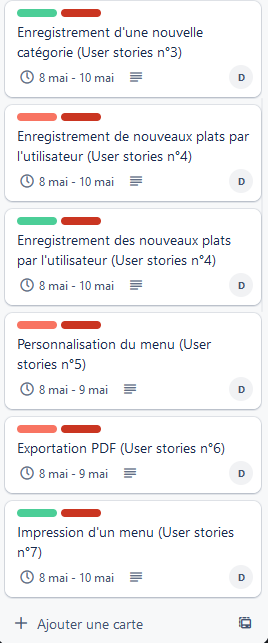 Enregistrement d'une nouvelle
catégorie (User stories n°3)
8 mai - 10 mai
D
Enregistrement de nouveaux plats par
l'utilisateur (User stories n°4)
8 mai - 10 mai
D
Enregistrement des nouveaux plats
par l'utilisateur (User stories n°4)
8 mai - 10 mai
D
Personnalisation du menu (User
stories n°5)
8 mai - 9 mai
D
Exportation PDF (User stories n°6)
8 mai - 9 mai
D
Impression d'un menu (User stories
n°7)
8 mai - 10 mai
D
Ajouter une carte